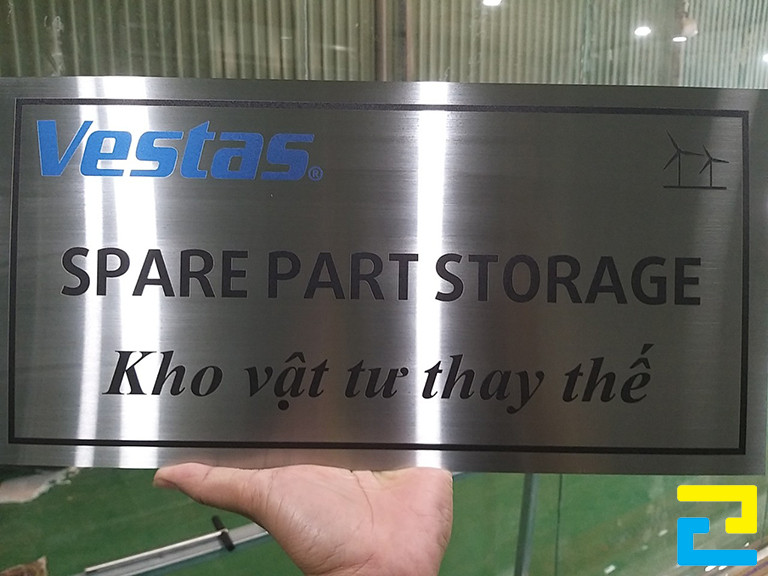 Vestas®
SPARE PART STORAGE
Kho vật tư thay thế